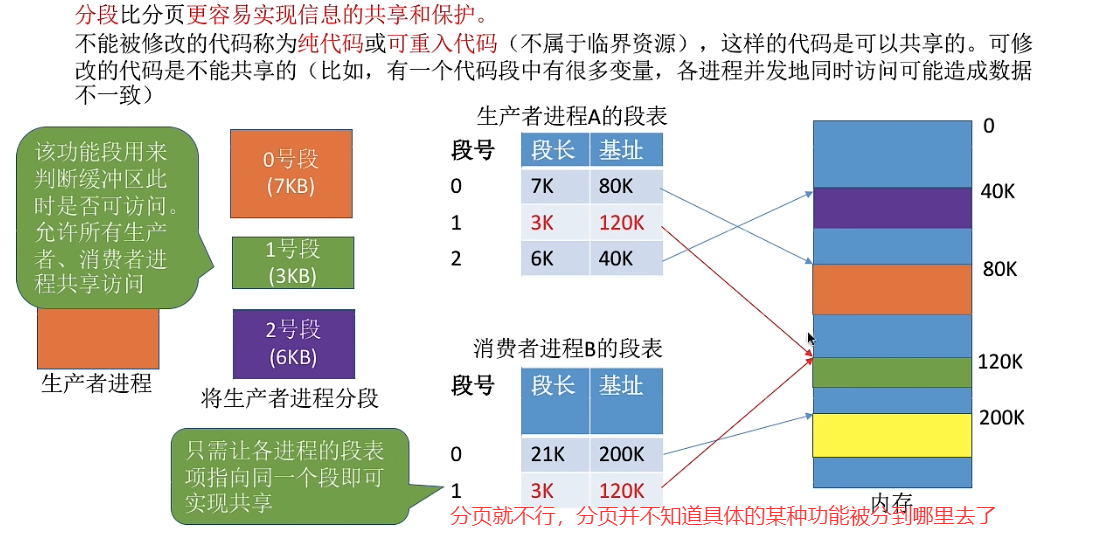 分段比分页更容易实现信息的共享和保护。
不能被修改的代码称为纯代码或可重入代码（不属于临界资源），这样的代码是可以共享的。可修
改的代码是不能共享的（比如，有一个代码段中有很多变量，各进程并发地同时访问可能造成数据
不一致）
该功能段用来
判断缓冲区此
时是否可访问。
允许所有生产
者、消费者进
程共享访问
生产者进程
0号段
(7KB)
1号段
(3KB)
2号段
(6KB)
将生产者进程分段
生产者进程A的段表
段号 段长 基址
0 7K 80K
1 3K 120K
2 6K 40K
消费者进程B的段表
段号 段长 基址
0 21K 200K
1 3K 120K
只需让各进程的段表
项指向同一个段即可
实现共享
0
40K
80K
120K
200K
内存
分页就不行，分页并不知道具体的某种功能被分到哪里去了